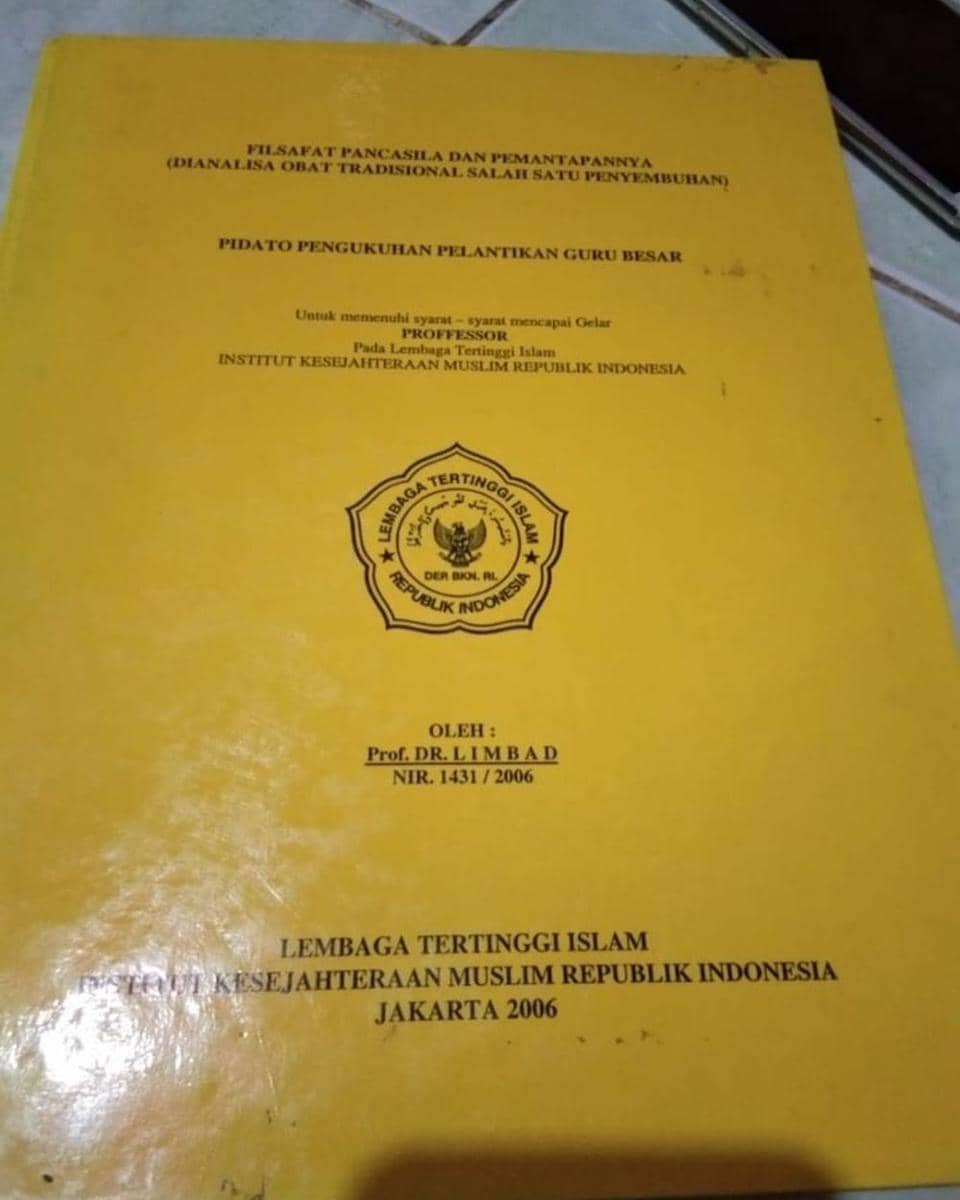 FILSAFAT PANCASILA DAN PEMANTAPANNYA
(DIANALISA OBAT TRADISIONAL SALAH SATU PENYEMBUHAN)
PIDATO PENGUKUHAN PELANTIKAN GURU BESAR
Untuk memenuhi syarat – syarat mencapai Gelar
PROFFESSOR
Pada Lembaga Tertinggi Islam
INSTITUT KESEJAHTERAAN MUSLIM REPUBLIK INDONESIA
LEMBAGA TERTINGGI ISLAM
DEP. BKN. RI.
REPUBLIK INDONESIA
OLEH :
Prof. DR. L I M B A D
NIR. 1431 / 2006
LEMBAGA TERTINGGI ISLAM
INSTITUT KESEJAHTERAAN MUSLIM REPUBLIK INDONESIA
JAKARTA 2006